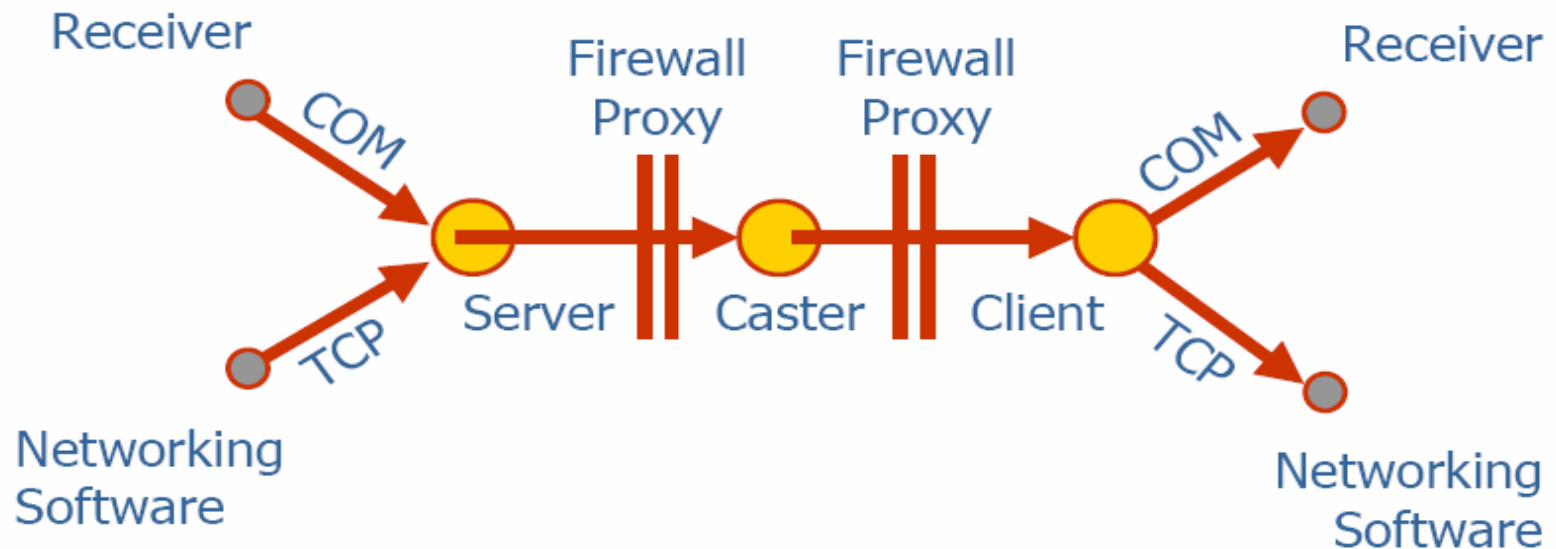 Receiver
Firewall
Proxy
Firewall
Proxy
Receiver
COM
COM
Server
Caster
Client
TCP
TCP
Networking
Software
Networking
Software